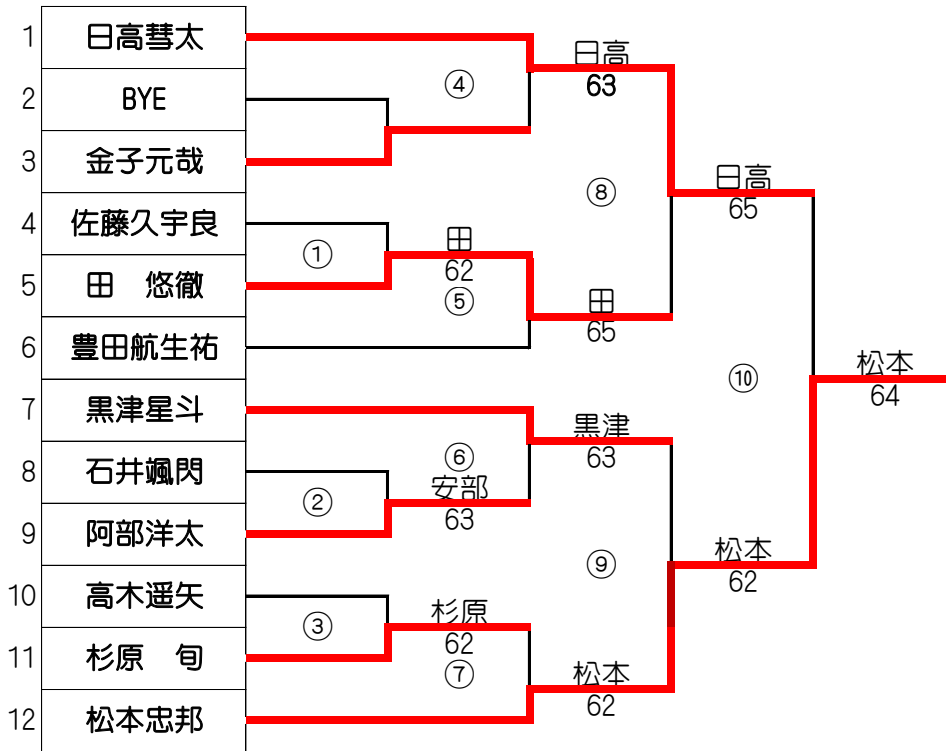 1 日高彗太
2 BYE
3 金子元哉
4 佐藤久宇良
5 田　悠徹
6 豊田航生祐
7 黒津星斗
8 石井颯閃
9 阿部洋太
10 高木遥矢
11 杉原　旬
12 松本忠邦
①
②
③
④
田
62
⑤
⑥
安部
63
杉原
62
⑦
日高
63
⑧
田
65
黒津
63
⑨
松本
62
日高
65
⑩
松本
62
松本
64